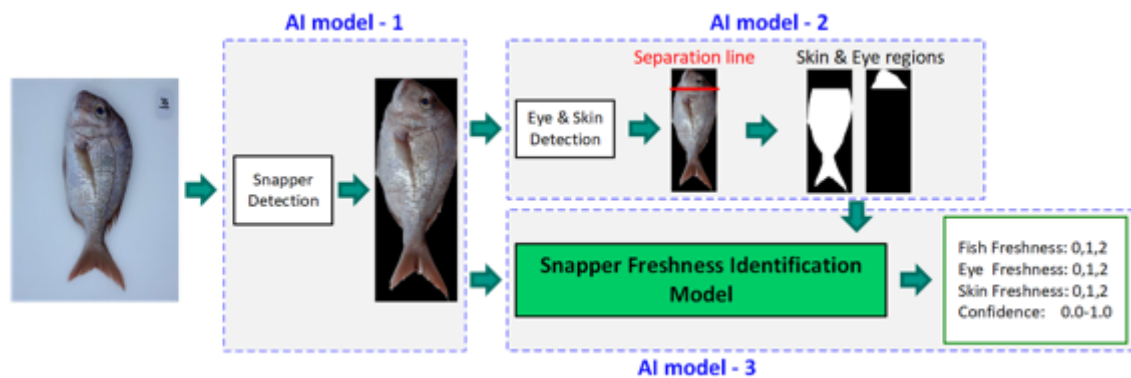 AI model - 1
AI model - 2
Separation line
Skin & Eye regions
Eye & Skin
Detection
Snapper
Detection
Snapper Freshness Identification
Model
Fish Freshness: 0,1,2
Eye Freshness: 0,1,2
Skin Freshness: 0,1,2
Confidence: 0.0-1.0
AI model - 3